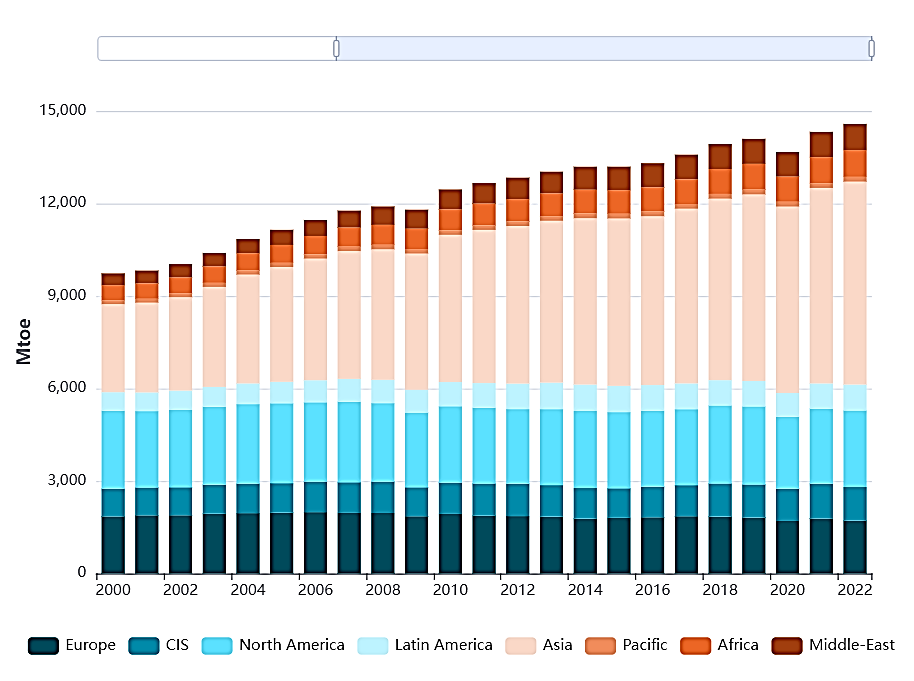 15,000
12,000
9,000
6,000
3,000
0
Mtoe
2000 2002 2004 2006 2008 2010 2012 2014 2016 2018 2020 2022
Europe CIS North America Latin America Asia Pacific Africa Middle-East